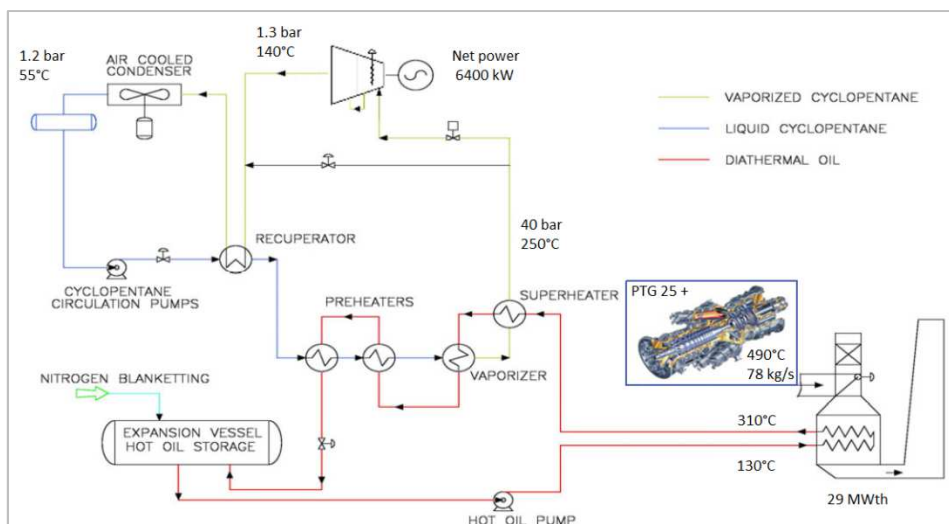 1.2 bar
55°C
AIR COOLED
CONDENSER
1.3 bar
140°C
Net power
6400 kW
VAPORIZED CYCLOPENTANE
LIQUID CYCLOPENTANE
DIATHERMAL OIL
40 bar
250°C
RECUPERATOR
CYCLOPENTANE
CIRCULATION PUMPS
PREHEATERS
SUPERHEATER
VAPORIZER
PTG 25 +
490°C
78 kg/s
NITROGEN BLANKETTING
EXPANSION VESSEL
HOT OIL STORAGE
310°C
130°C
HOT OIL PUMP
29 MWth